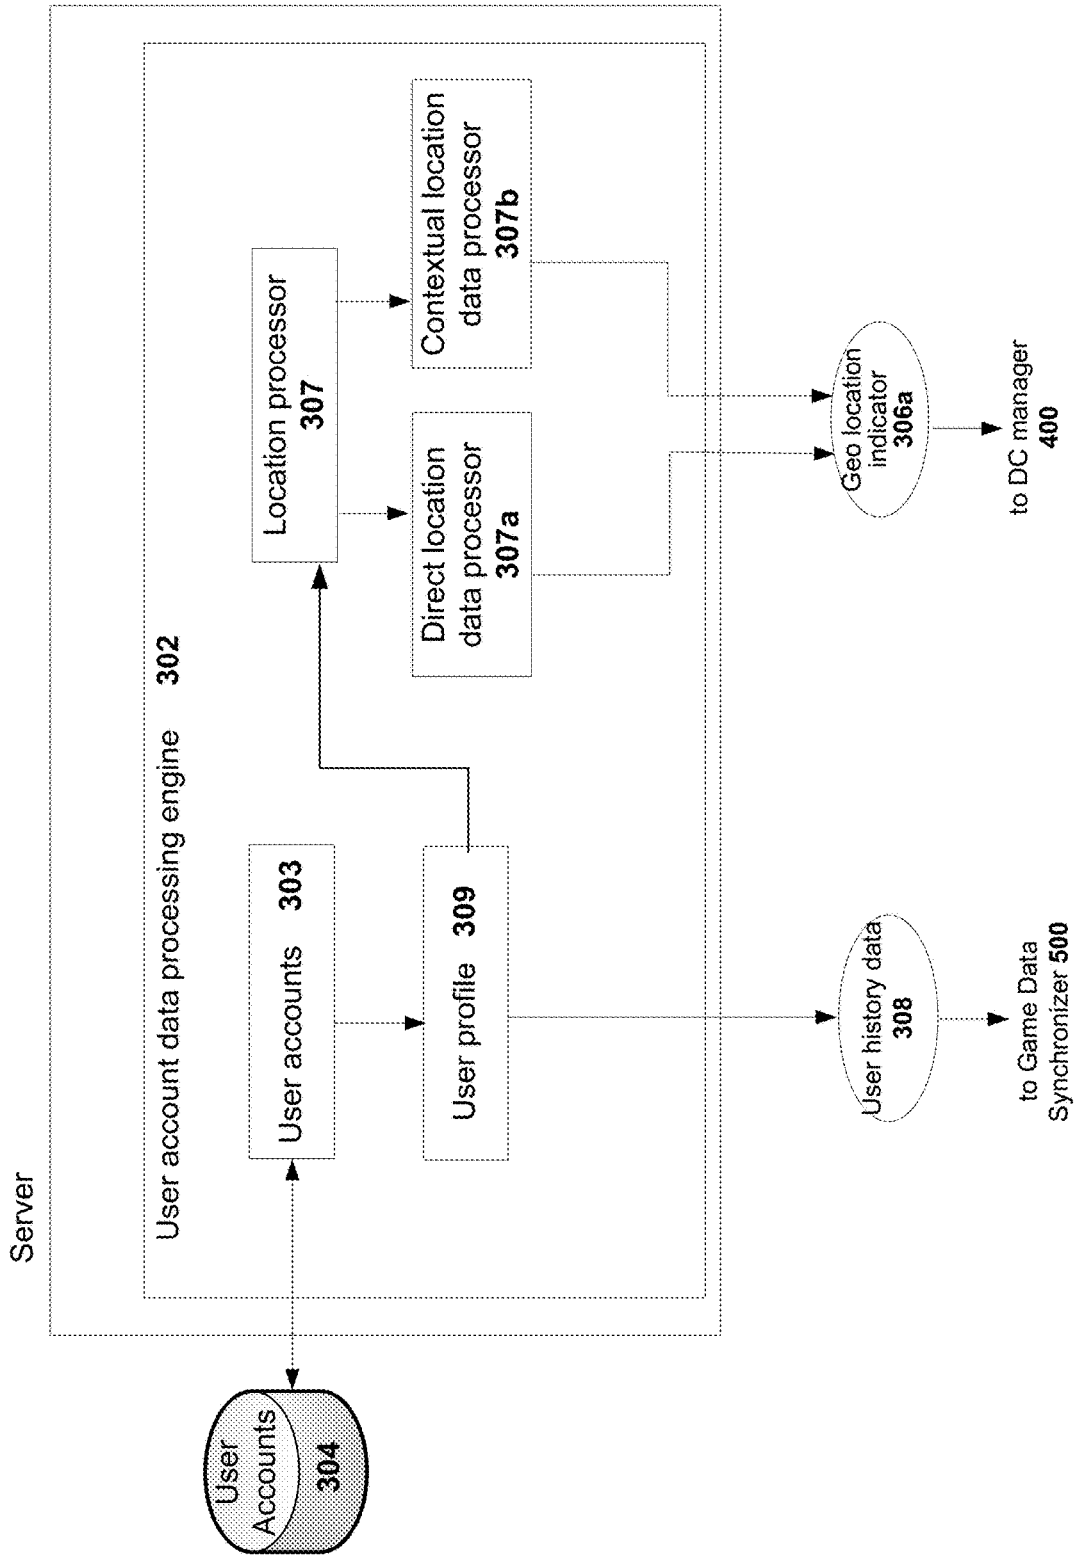 Server
User account data processing engine 302
User
Accounts
304
User accounts 303
User profile 309
Location processor
307
Direct location
data processor
307a
Contextual location
data processor
307b
User history data
308
to Game Data
Synchronizer 500
Geo location
indicator
306a
to DC manager
400